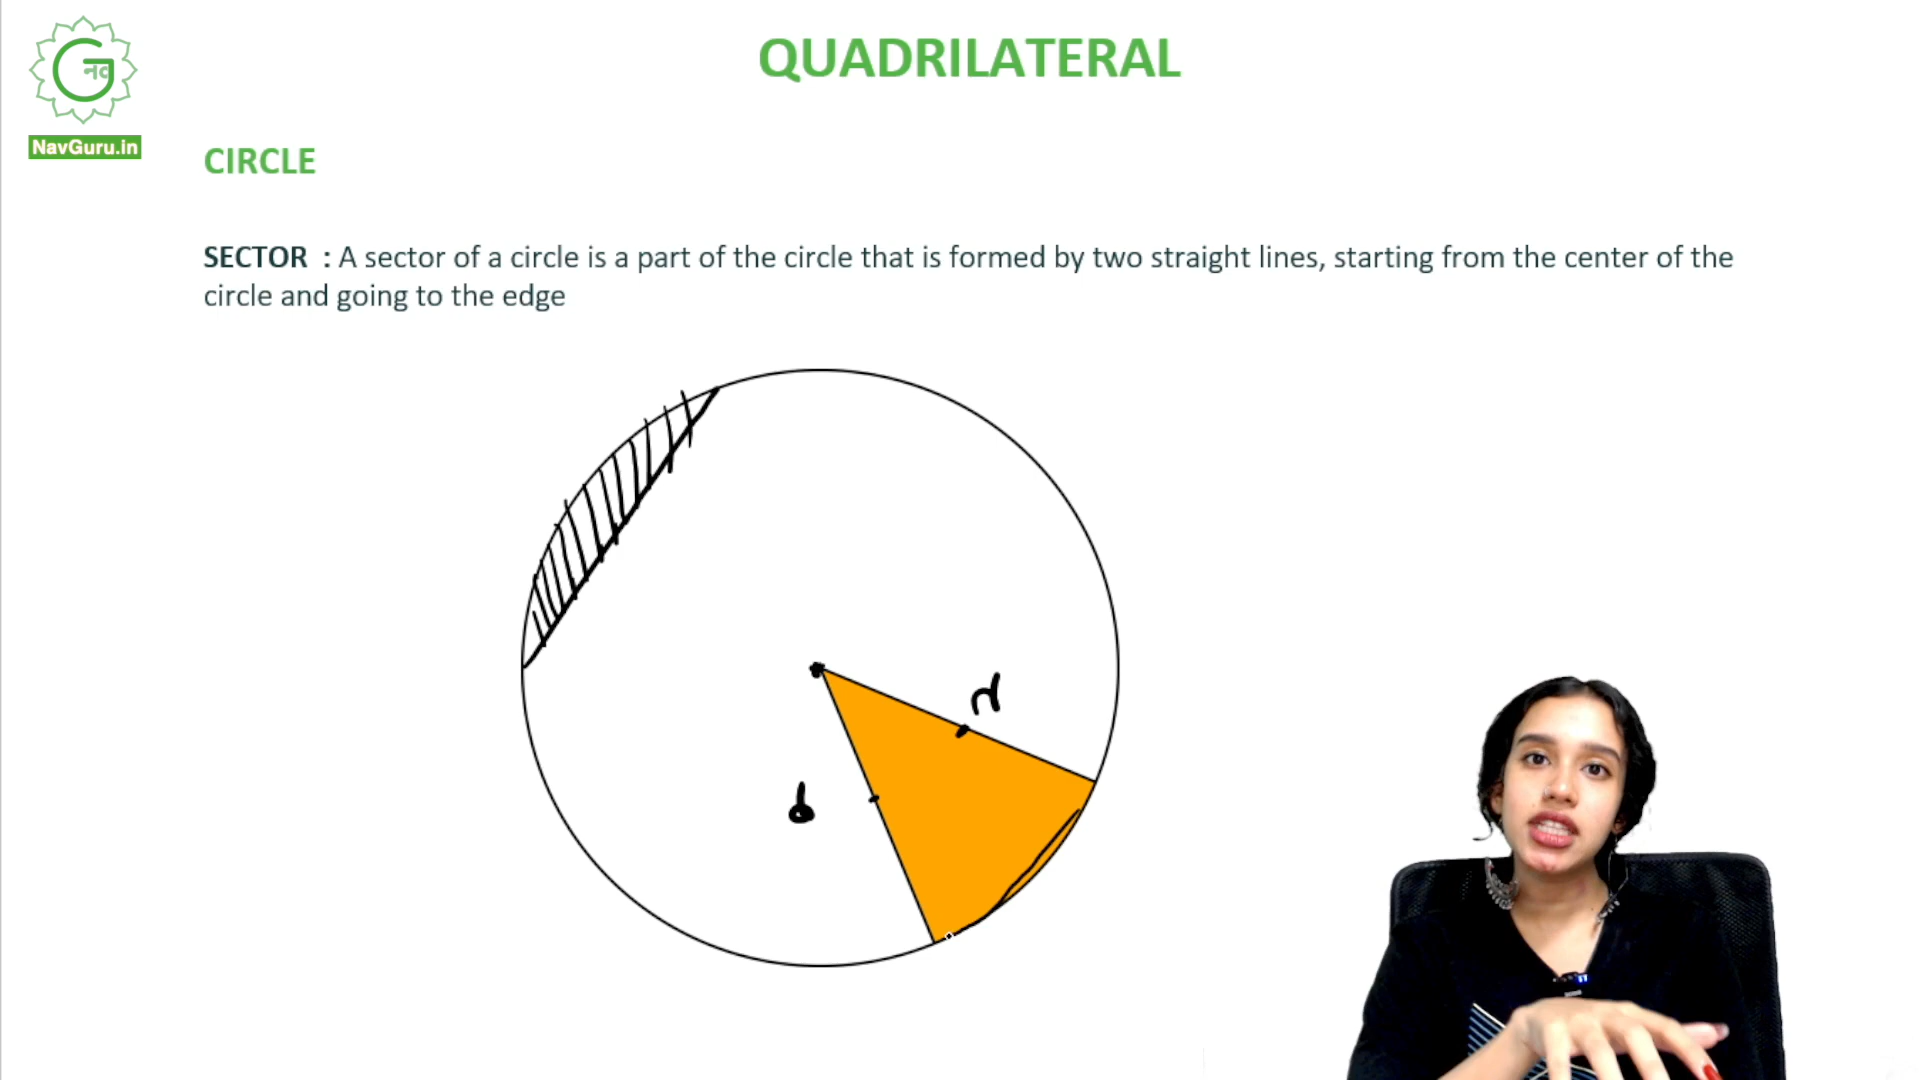 QUADRILATERAL
नव
NavGuru.in
CIRCLE
SECTOR : A sector of a circle is a part of the circle that is formed by two straight lines, starting from the center of the
circle and going to the edge
r